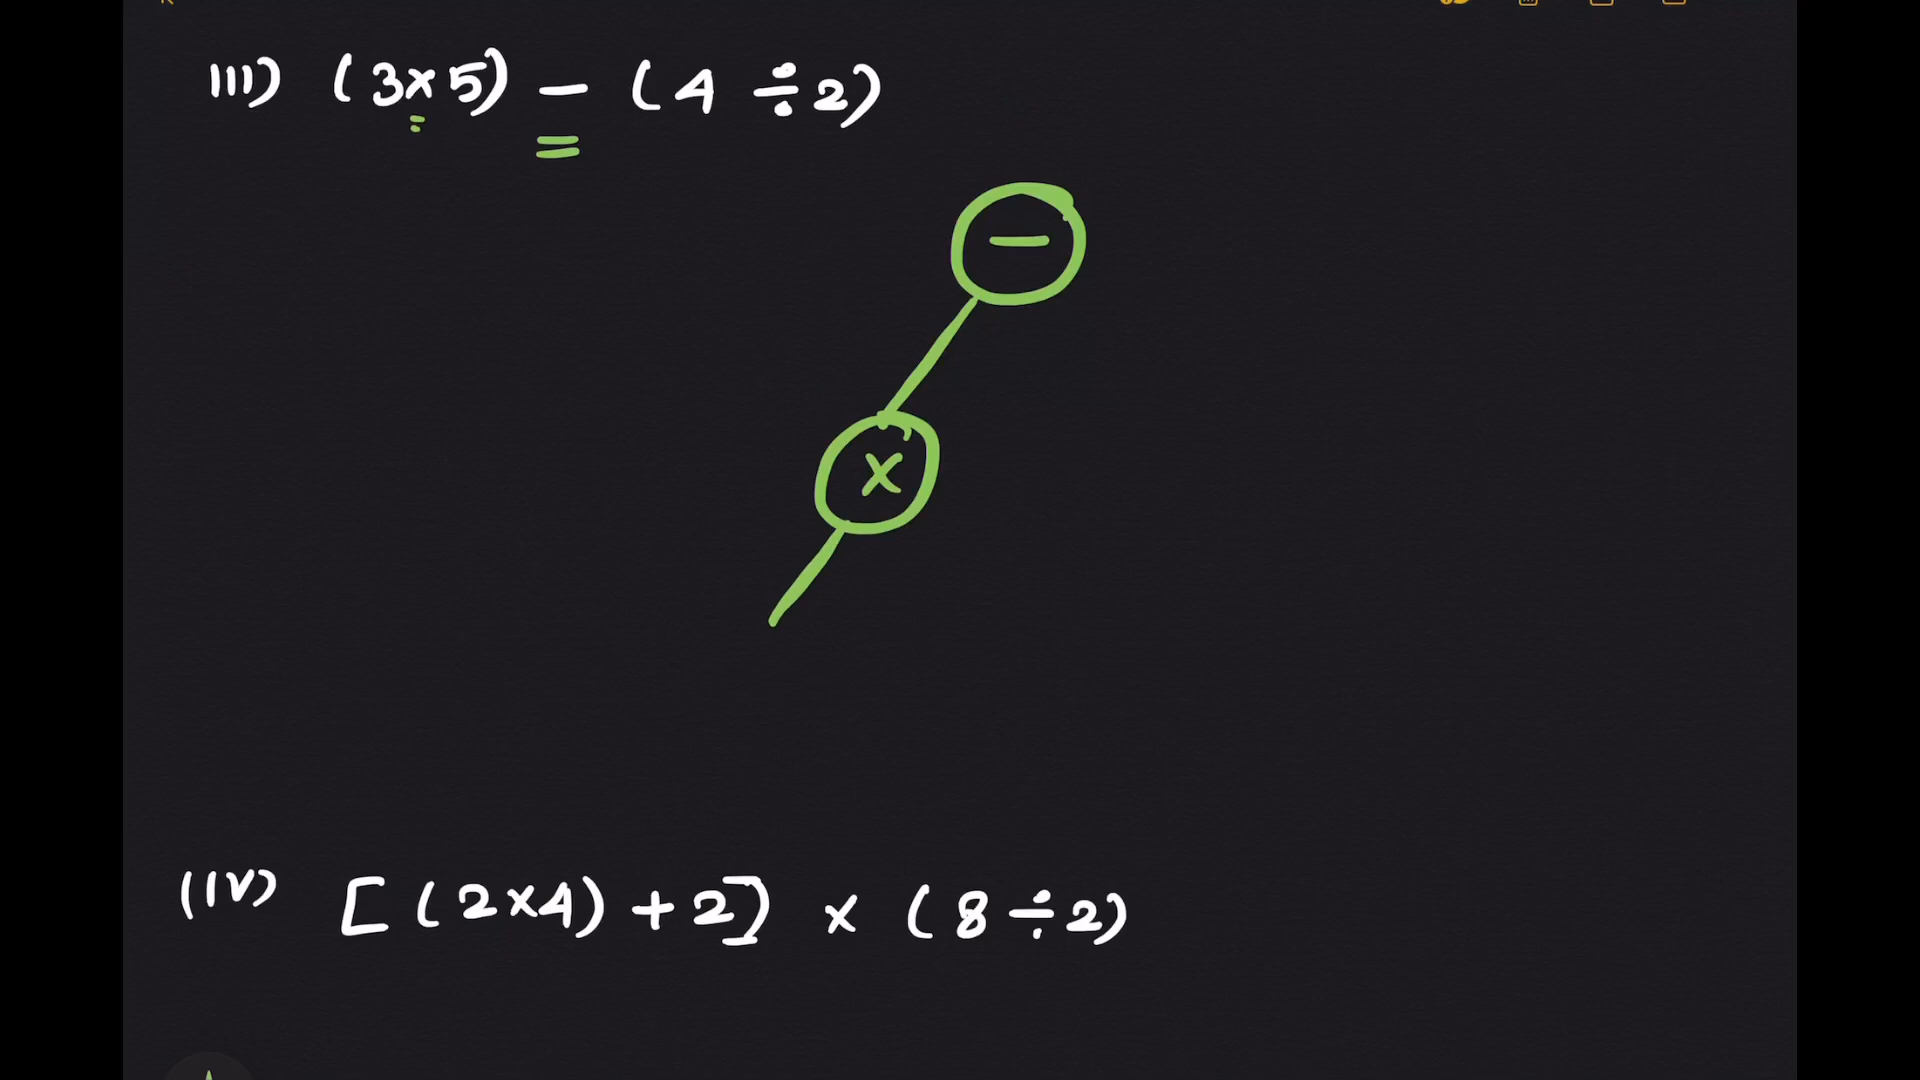 III) (3×5) − (4 ÷ 2)
−
×
(IV) [(2×4) + 2] × (8 ÷ 2)